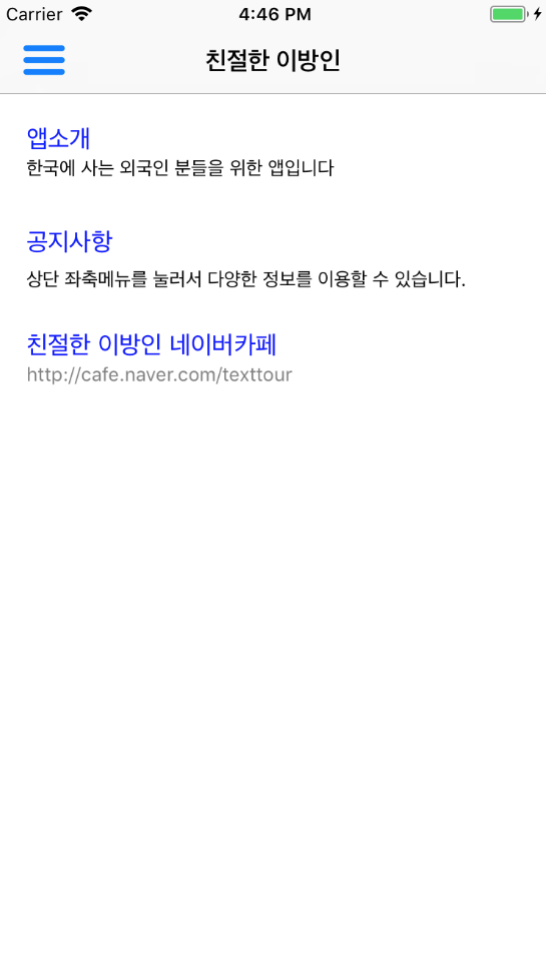 Carrier 4:46 PM
친절한 이방인
앱소개
한국에 사는 외국인 분들을 위한 앱입니다
공지사항
상단 좌축메뉴를 눌러서 다양한 정보를 이용할 수 있습니다.
친절한 이방인 네이버카페
http://cafe.naver.com/texttour